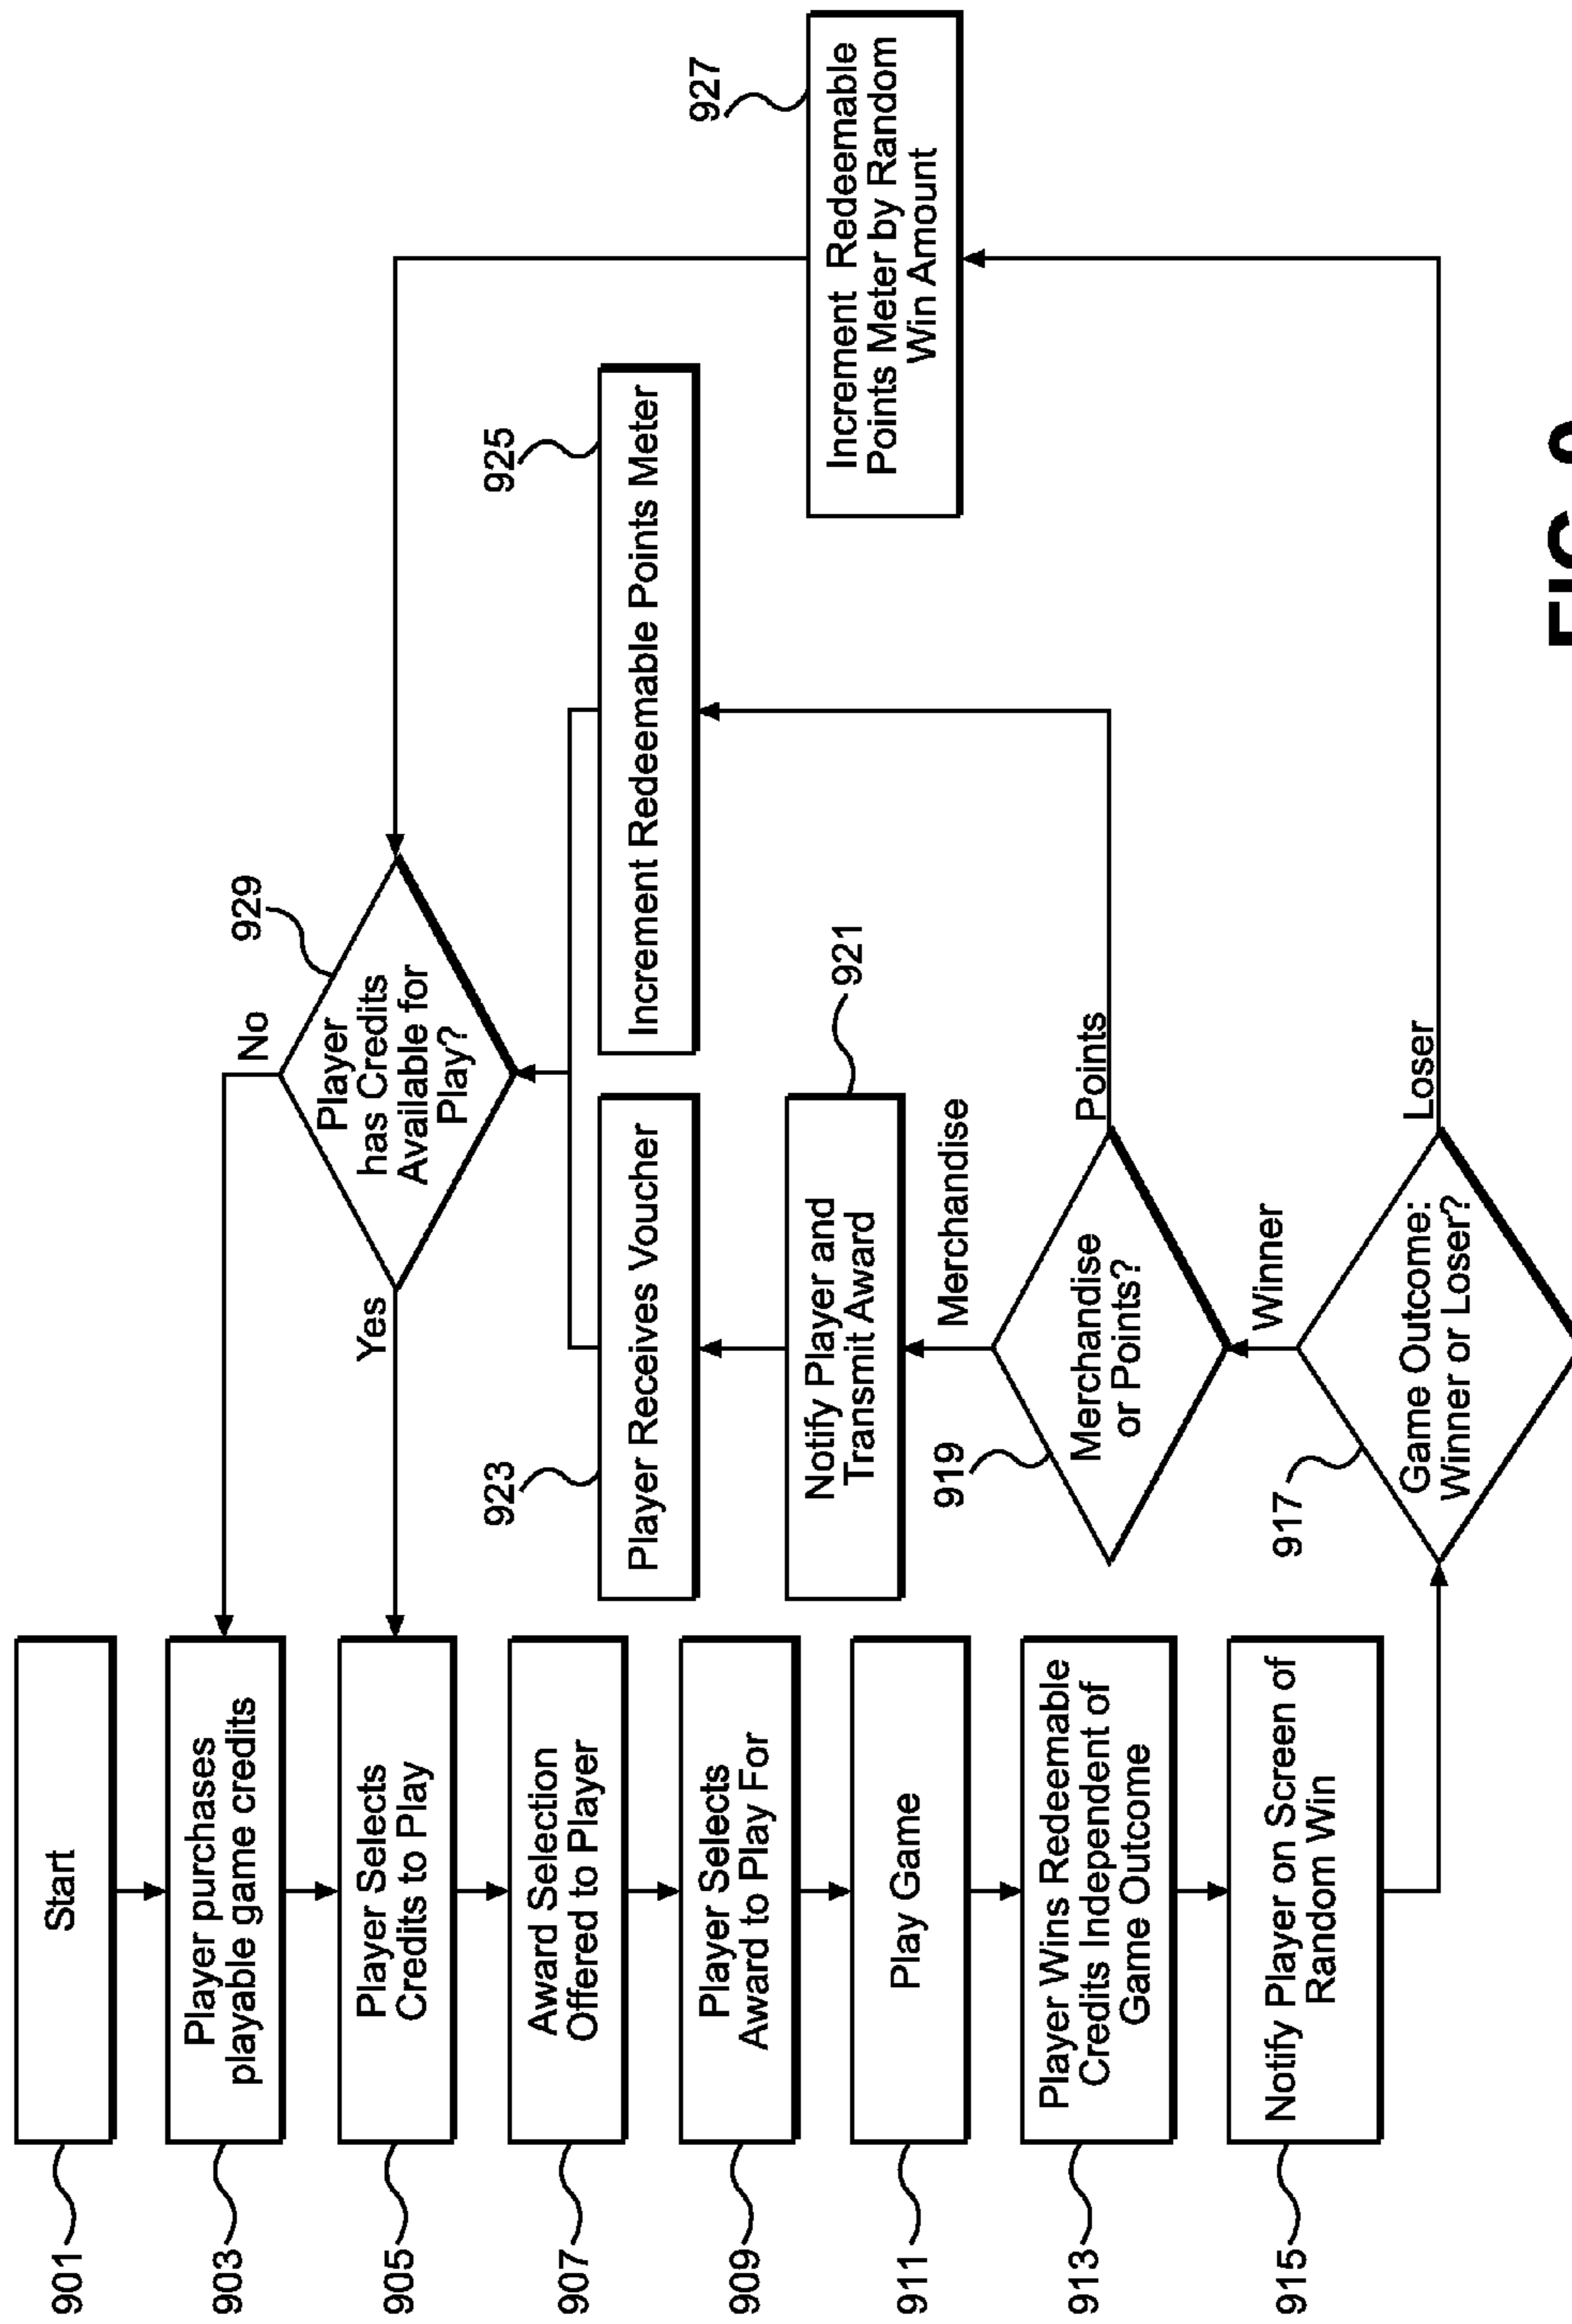 901
Start
903
Player purchases
playable game credits
905
Player Selects
Credits to Play
907
Award Selection
Offered to Player
909
Player Selects
Award to Play For
911
Play Game
913
Player Wins Redeemable
Credits Independent of
Game Outcome
915
Notify Player on Screen of
Random Win
917
Game Outcome:
Winner or Loser?
Winner
Loser
919
Merchandise
or Points?
Merchandise
Points
921
Notify Player and
Transmit Award
923
Player Receives Voucher
925
Increment Redeemable Points Meter
927
Increment Redeemable
Points Meter by Random
Win Amount
929
Player
has Credits
Available for
Play?
Yes
No
FIG.